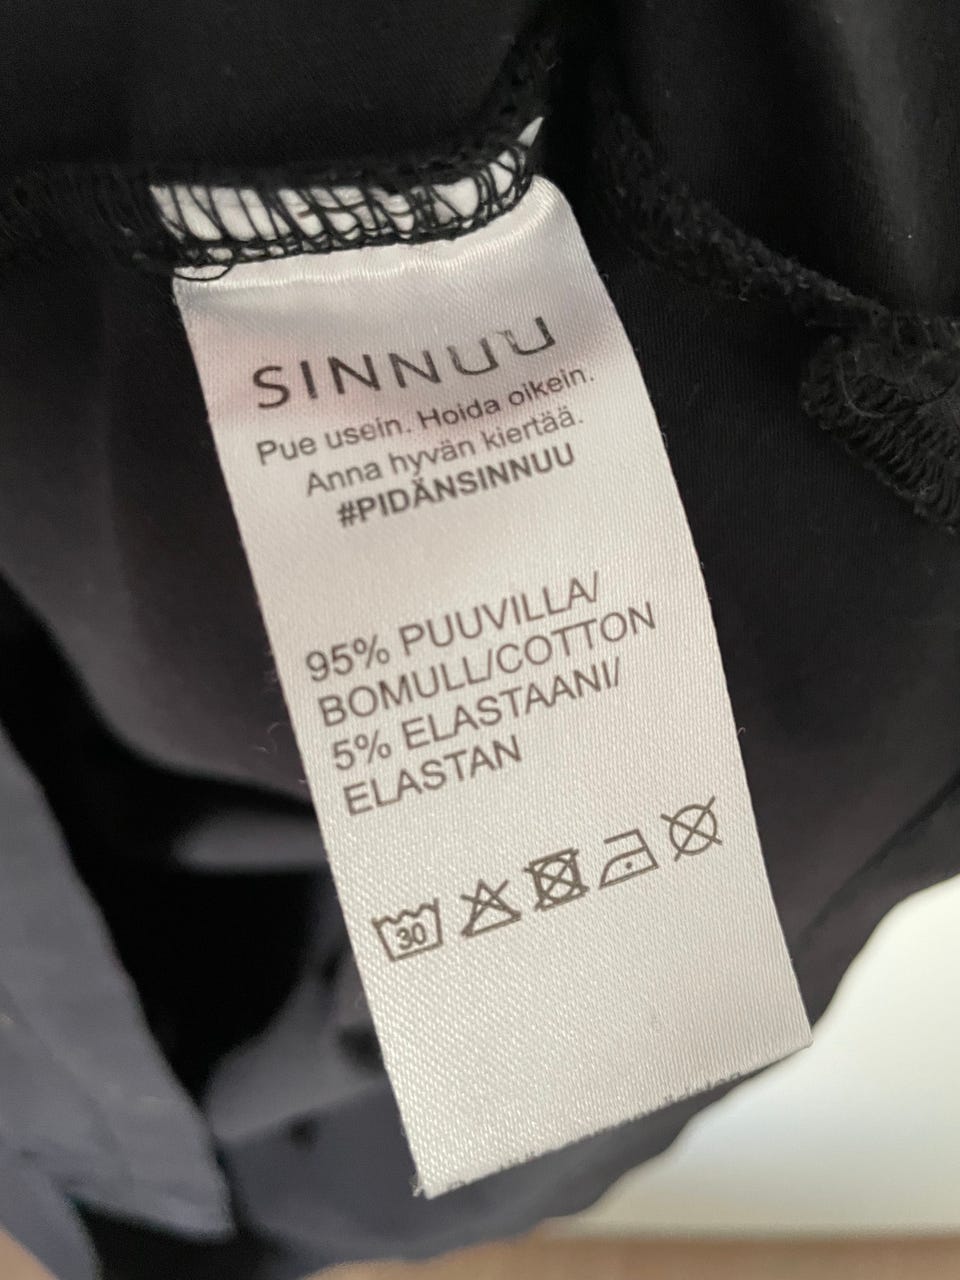 SINNUU
Pue usein. Hoida oikein.
Anna hyvän kiertää.
#PIDÄNSINNUU
95% PUUVILLA/
BOMULL/COTTON
5% ELASTAANI/
ELASTAN
30